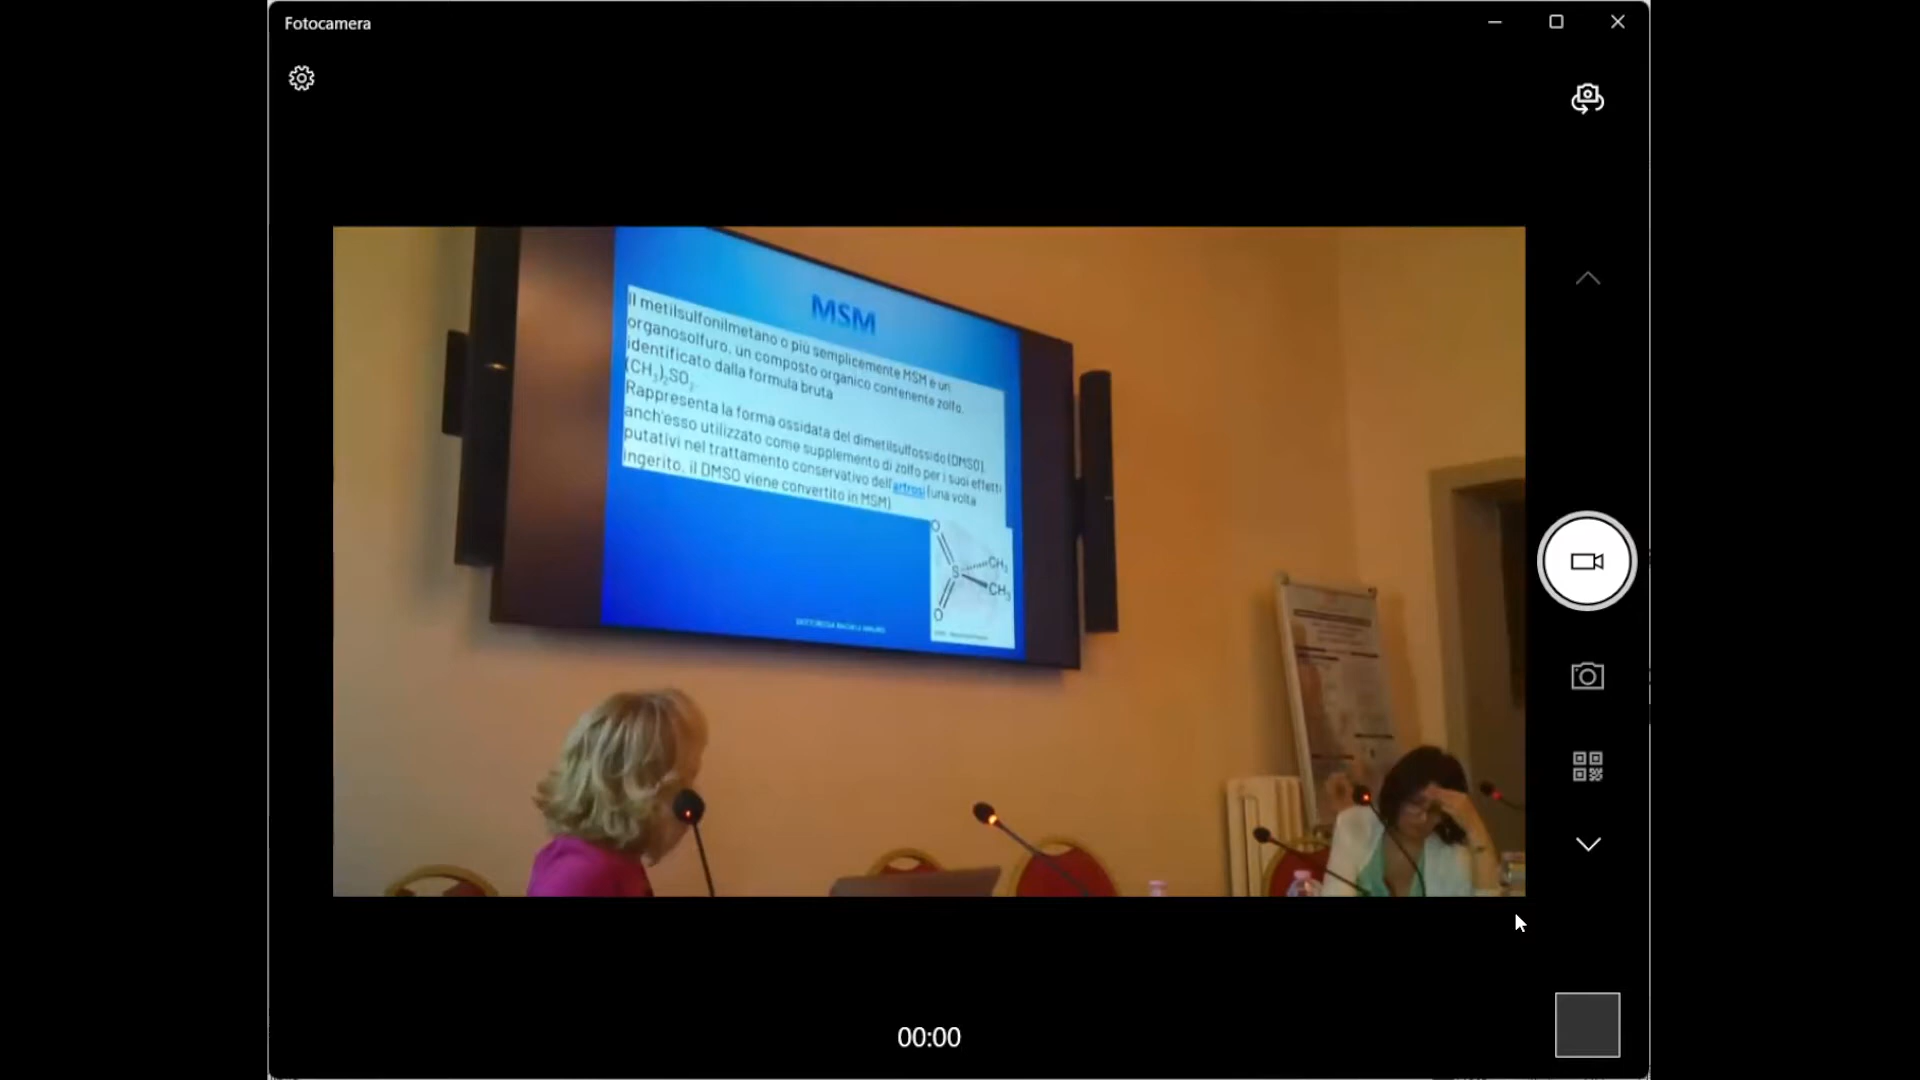 Fotocamera
MSM
Il metilsulfonilmetano o più semplicemente MSM è un
organosolfuro, un composto organico contenente zolfo,
identificato dalla formula bruta
(CH₃)₂SO₂.
Rappresenta la forma ossidata del dimetilsulfossido (DMSO),
anch'esso utilizzato come supplemento di zolfo per i suoi effetti
putativi nel trattamento conservativo dell'artrosi (una volta
ingerito, il DMSO viene convertito in MSM)
O
S
CH₃
CH₃
O
00:00